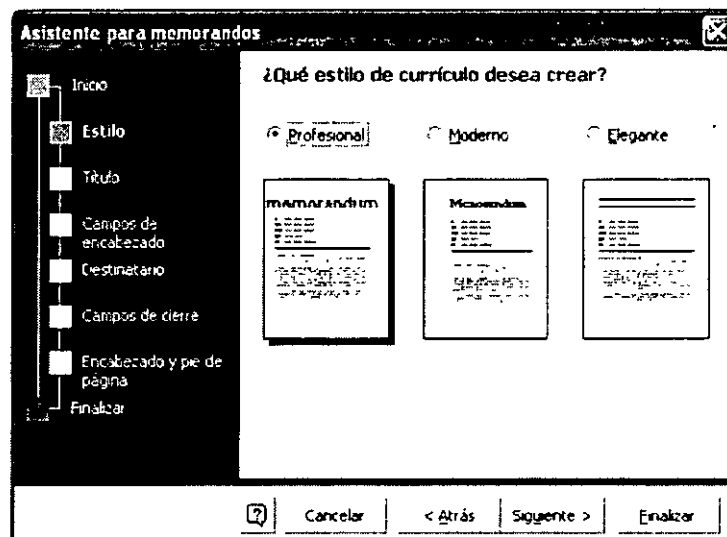 Asistente para memorandos
¿Qué estilo de currículo desea crear?
Inicio
Estilo
Título
Campos de
encabezado
Destinatario
Campos de cierre
Encabezado y pie de
página
Finalizar
Profesional
Moderno
Elegante
memorandum
Memorandum
Cancelar
< Atrás
Siguiente >
Finalizar